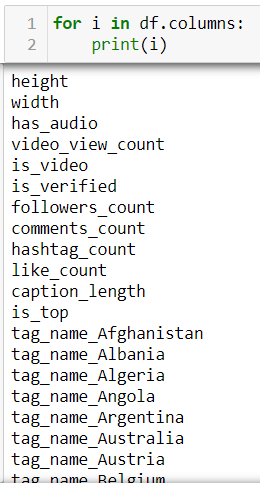 1 for i in df.columns:
2     print(i)
height
width
has_audio
video_view_count
is_video
is_verified
followers_count
comments_count
hashtag_count
like_count
caption_length
is_top
tag_name_Afghanistan
tag_name_Albania
tag_name_Algeria
tag_name_Angola
tag_name_Argentina
tag_name_Australia
tag_name_Austria
tag_name_Belgium